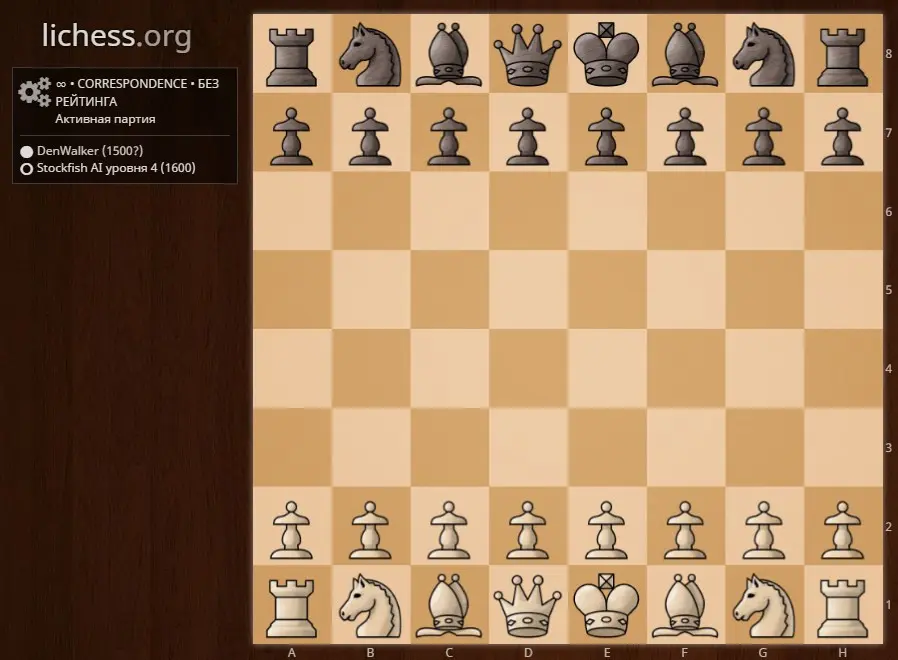 lichess.org
∞ • CORRESPONDENCE • БЕЗ
РЕЙТИНГА
Активная партия
DenWalker (1500?)
Stockfish AI уровня 4 (1600)
8
7
6
5
4
3
2
1
A B C D E F G H